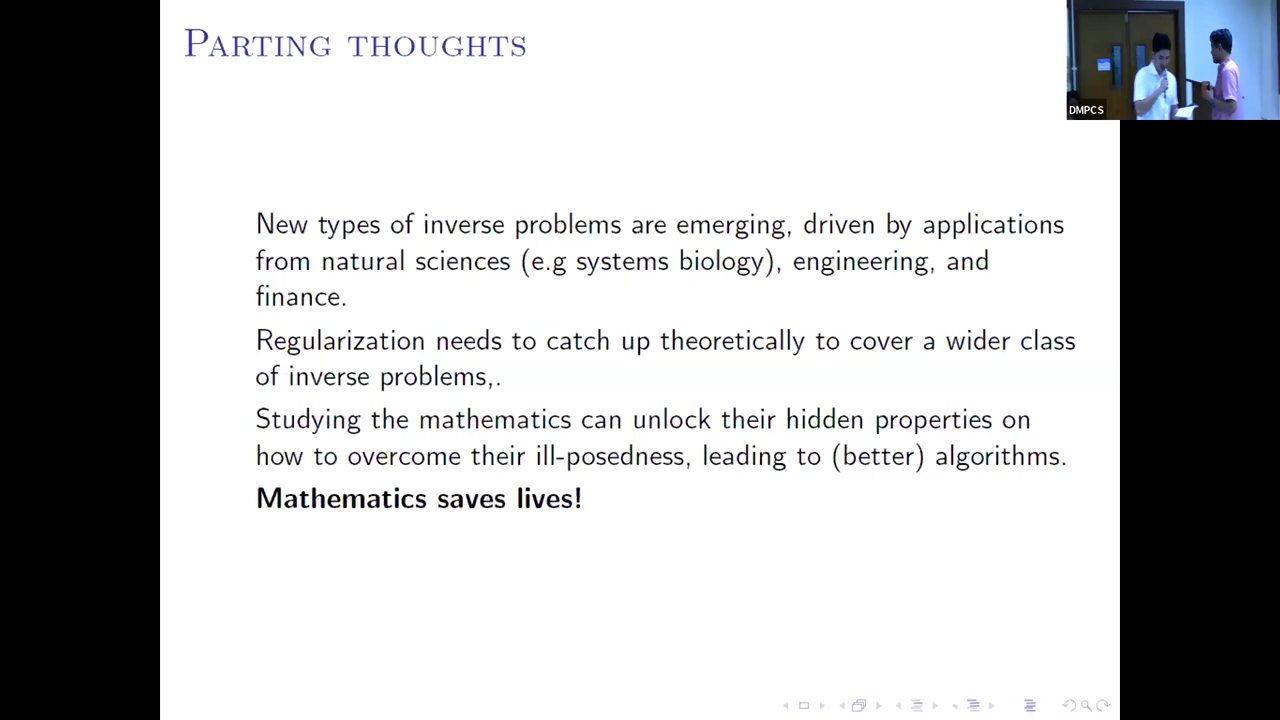 PARTING THOUGHTS
DMPCS
New types of inverse problems are emerging, driven by applications
from natural sciences (e.g systems biology), engineering, and
finance.
Regularization needs to catch up theoretically to cover a wider class
of inverse problems,.
Studying the mathematics can unlock their hidden properties on
how to overcome their ill-posedness, leading to (better) algorithms.
Mathematics saves lives!